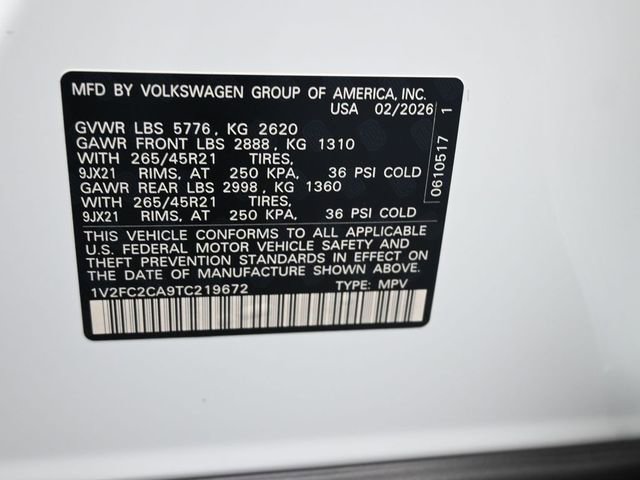 MFD BY VOLKSWAGEN GROUP OF AMERICA, INC.
USA 02/2026
GVWR LBS 5776, KG 2620
GAWR FRONT LBS 2888, KG 1310
WITH 265/45R21 TIRES,
9JX21 RIMS, AT 250 KPA, 36 PSI COLD
GAWR REAR LBS 2998, KG 1360
WITH 265/45R21 TIRES,
9JX21 RIMS, AT 250 KPA, 36 PSI COLD
THIS VEHICLE CONFORMS TO ALL APPLICABLE
U.S. FEDERAL MOTOR VEHICLE SAFETY AND
THEFT PREVENTION STANDARDS IN EFFECT ON
THE DATE OF MANUFACTURE SHOWN ABOVE.
1V2FC2CA9TC219672 TYPE: MPV
0610517 1